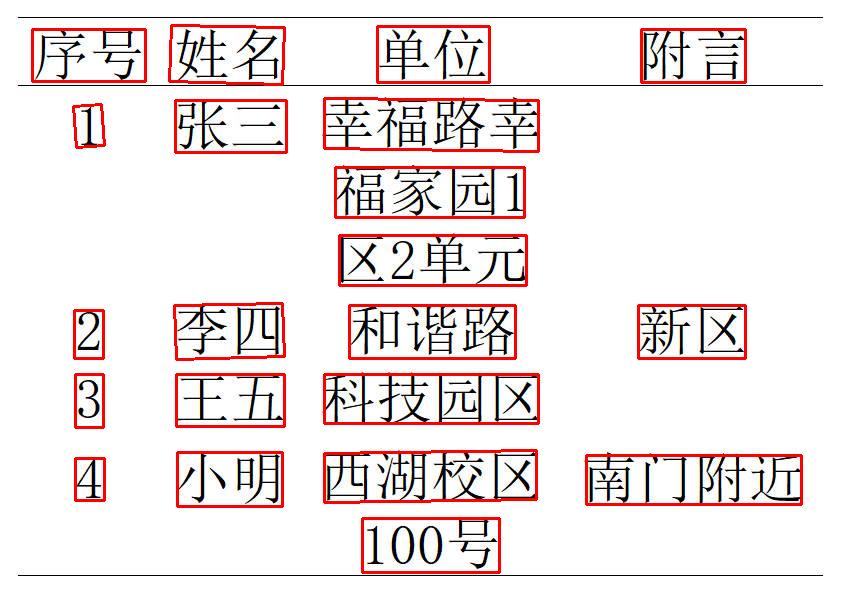 序号 姓名 单位 附言
1 张三 幸福路幸
福家园1
区2单元
2 李四 和谐路 新区
3 王五 科技园区
4 小明 西湖校区 南门附近
100号